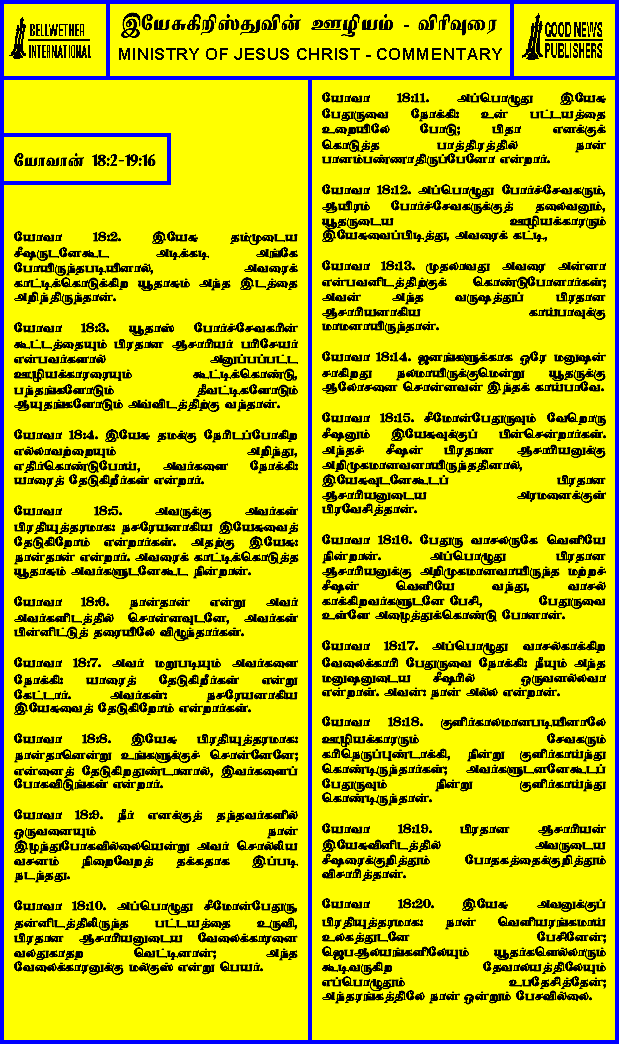 BELLWETHER
INTERNATIONAL
இயேசுகிறிஸ்துவின் ஊழியம் - விரிவுரை
MINISTRY OF JESUS CHRIST - COMMENTARY
GOOD NEWS
PUBLISHERS
யோவான் 18:2-19:16
யோவா 18:2. இயேசு தம்முடைய
சீஷருடனேகூட அடிக்கடி அங்கே
போயிருந்தபடியினால், அவரைக்
காட்டிக்கொடுக்கிற யூதாசும் அந்த இடத்தை
அறிந்திருந்தான்.
யோவா 18:3. யூதாஸ் போர்ச்சேவகரின்
கூட்டத்தையும் பிரதான ஆசாரியர் பரிசேயர்
என்பவர்களால் அனுப்பப்பட்ட
ஊழியக்காரரையும் கூட்டிக்கொண்டு,
பந்தங்களோடும் தீவட்டிகளோடும்
ஆயுதங்களோடும் அவ்விடத்திற்கு வந்தான்.
யோவா 18:4. இயேசு தமக்கு நேரிடப்போகிற
எல்லாவற்றையும் அறிந்து,
எதிர்கொண்டுபோய், அவர்களை நோக்கி:
யாரைத் தேடுகிறீர்கள் என்றார்.
யோவா 18:5. அவருக்கு அவர்கள்
பிரதியுத்தரமாக: நசரேயனாகிய இயேசுவைத்
தேடுகிறோம் என்றார்கள். அதற்கு இயேசு:
நான்தான் என்றார். அவரைக் காட்டிக்கொடுத்த
யூதாசும் அவர்களுடனேகூட நின்றான்.
யோவா 18:6. நான்தான் என்று அவர்
அவர்களிடத்தில் சொன்னவுடனே, அவர்கள்
பின்னிட்டுத் தரையிலே விழுந்தார்கள்.
யோவா 18:7. அவர் மறுபடியும் அவர்களை
நோக்கி: யாரைத் தேடுகிறீர்கள் என்று
கேட்டார். அவர்கள்: நசரேயனாகிய
இயேசுவைத் தேடுகிறோம் என்றார்கள்.
யோவா 18:8. இயேசு பிரதியுத்தரமாக:
நான்தானென்று உங்களுக்குச் சொன்னேனே;
என்னைத் தேடுகிறதுண்டானால், இவர்களைப்
போகவிடுங்கள் என்றார்.
யோவா 18:9. நீர் எனக்குத் தந்தவர்களில்
ஒருவனையும் நான்
இழந்துபோகவில்லையென்று அவர் சொல்லிய
வசனம் நிறைவேறத் தக்கதாக இப்படி
நடந்தது.
யோவா 18:10. அப்பொழுது சீமோன்பேதுரு,
தன்னிடத்திலிருந்த பட்டயத்தை உருவி,
பிரதான ஆசாரியனுடைய வேலைக்காரனை
வலதுகாதற வெட்டினான்; அந்த
வேலைக்காரனுக்கு மல்குஸ் என்று பெயர்.
யோவா 18:11. அப்பொழுது இயேசு
பேதுருவை நோக்கி: உன் பட்டயத்தை
உறையிலே போடு; பிதா எனக்குக்
கொடுத்த பாத்திரத்தில் நான்
பானம்பண்ணாதிருப்பேனோ என்றார்.
யோவா 18:12. அப்பொழுது போர்ச்சேவகரும்,
ஆயிரம் போர்ச்சேவகருக்குத் தலைவனும்,
யூதருடைய ஊழியக்காரரும்
இயேசுவைப்பிடித்து, அவரைக் கட்டி,
யோவா 18:13. முதலாவது அவரை அன்னா
என்பவனிடத்திற்குக் கொண்டுபோனார்கள்;
அவன் அந்த வருஷத்துப் பிரதான
ஆசாரியனாகிய காய்பாவுக்கு
மாமனாயிருந்தான்.
யோவா 18:14. ஜனங்களுக்காக ஒரே மனுஷன்
சாகிறது நலமாயிருக்குமென்று யூதருக்கு
ஆலோசனை சொன்னவன் இந்தக் காய்பாவே.
யோவா 18:15. சீமோன்பேதுருவும் வேறொரு
சீஷனும் இயேசுவுக்குப் பின்சென்றார்கள்.
அந்தச் சீஷன் பிரதான ஆசாரியனுக்கு
அறிமுகமானவனாயிருந்ததினால்,
இயேசுவுடனேகூடப் பிரதான
ஆசாரியனுடைய அரமனைக்குள்
பிரவேசித்தான்.
யோவா 18:16. பேதுரு வாசலருகே வெளியே
நின்றான். அப்பொழுது பிரதான
ஆசாரியனுக்கு அறிமுகமானவாயிருந்த மற்றச்
சீஷன் வெளியே வந்து, வாசல்
காக்கிறவர்களுடனே பேசி, பேதுருவை
உள்ளே அழைத்துக்கொண்டு போனான்.
யோவா 18:17. அப்பொழுது வாசல்காக்கிற
வேலைக்காரி பேதுருவை நோக்கி: நீயும் அந்த
மனுஷனுடைய சீஷரில் ஒருவனல்லவா
என்றான். அவன்: நான் அல்ல என்றான்.
யோவா 18:18. குளிர்காலமானபடியினாலே
ஊழியக்காரரும் சேவகரும்
கரிநெருப்புண்டாக்கி, நின்று குளிர்காய்ந்து
கொண்டிருந்தார்கள்; அவர்களுடனேகூடப்
பேதுருவும் நின்று குளிர்காய்ந்து
கொண்டிருந்தான்.
யோவா 18:19. பிரதான ஆசாரியன்
இயேசுவினிடத்தில் அவருடைய
சீஷரைக்குறித்தும் போதகத்தைக்குறித்தும்
விசாரித்தான்.
யோவா 18:20. இயேசு அவனுக்குப்
பிரதியுத்தரமாக: நான் வெளியரங்கமாய்
உலகத்துடனே பேசினேன்;
ஜெபஆலயங்களிலேயும் யூதர்களெல்லாரும்
கூடிவருகிற தேவாலயத்திலேயும்
எப்பொழுதும் உபதேசித்தேன்;
அந்தரங்கத்திலே நான் ஒன்றும் பேசவில்லை.